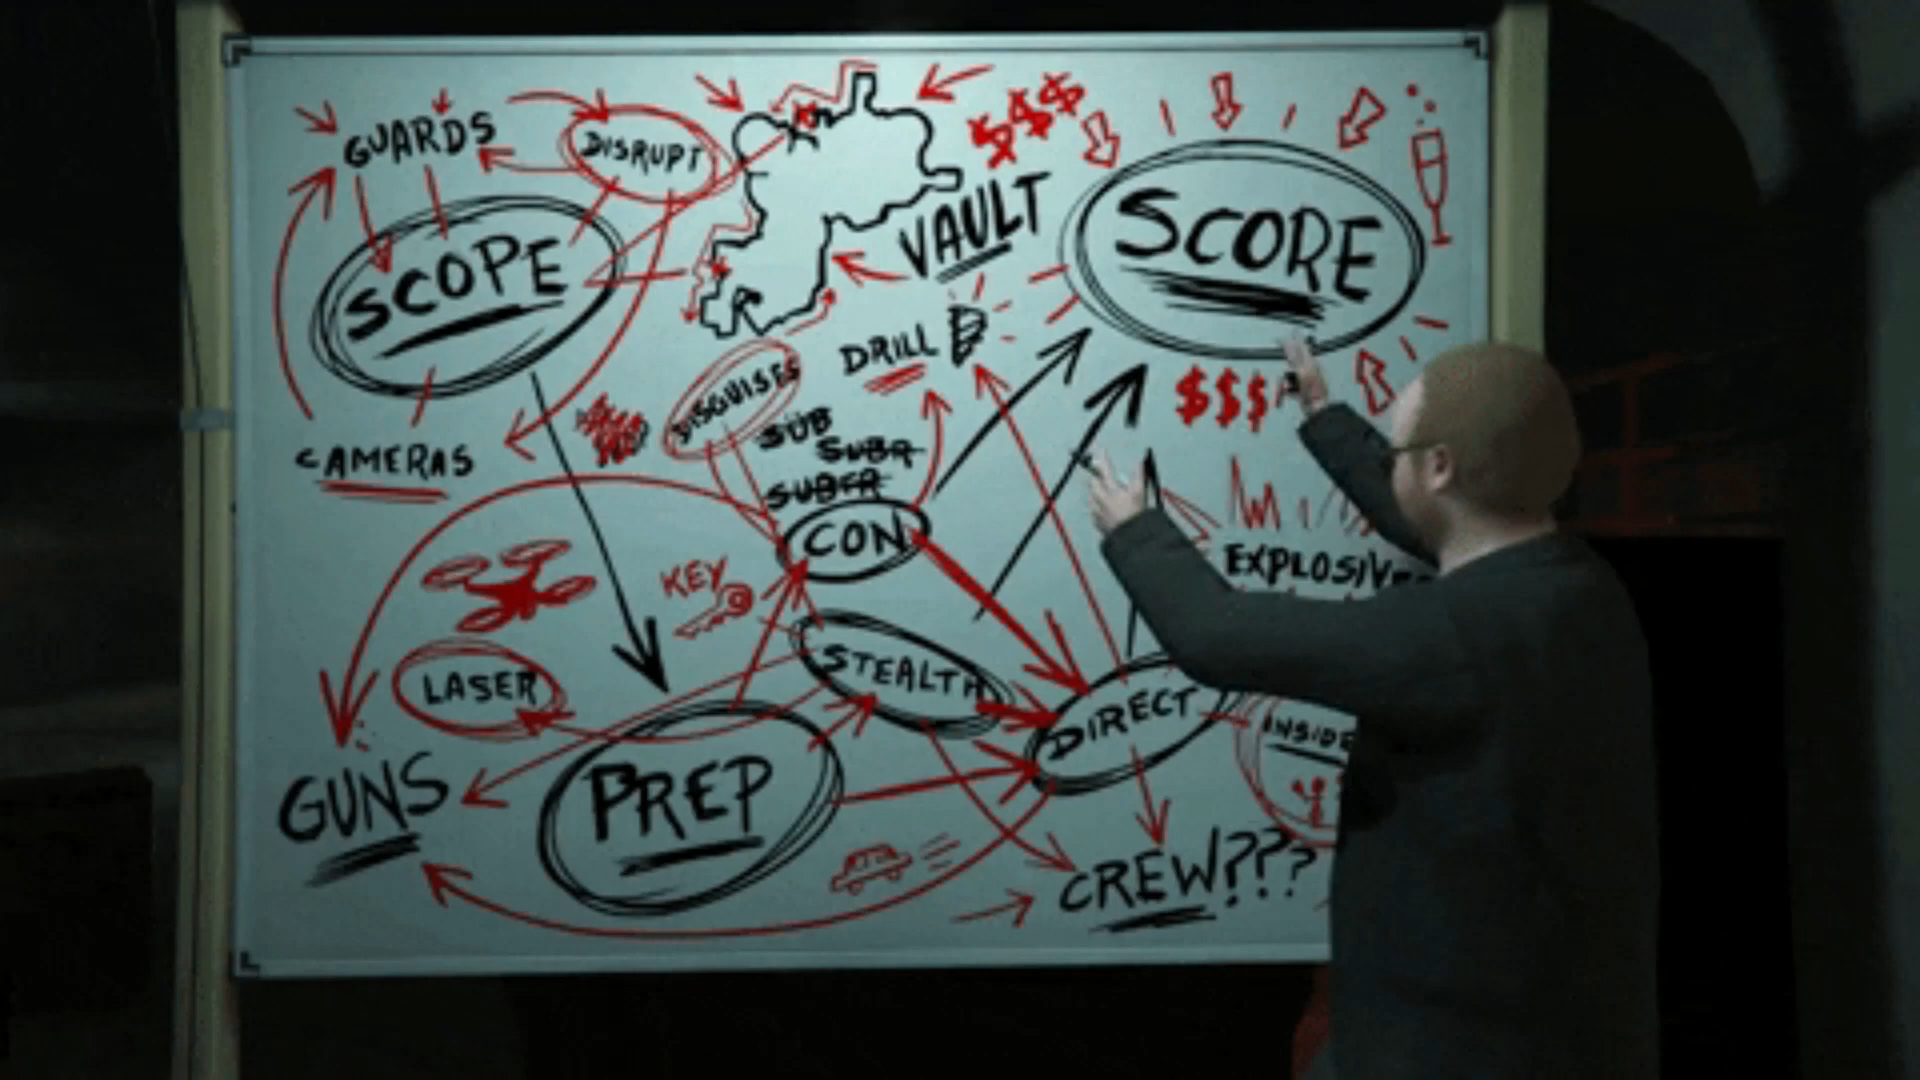 GUARDS
DISRUPT
$$$
SCOPE
VAULT
SCORE
DRILL
DISGUISES
SUB
SUBR
SUBFR
$$$
CAMERAS
CON
EXPLOSIVE
KEY
LASER
STEALTH
DIRECT
INSIDE
GUNS
PREP
CREW???